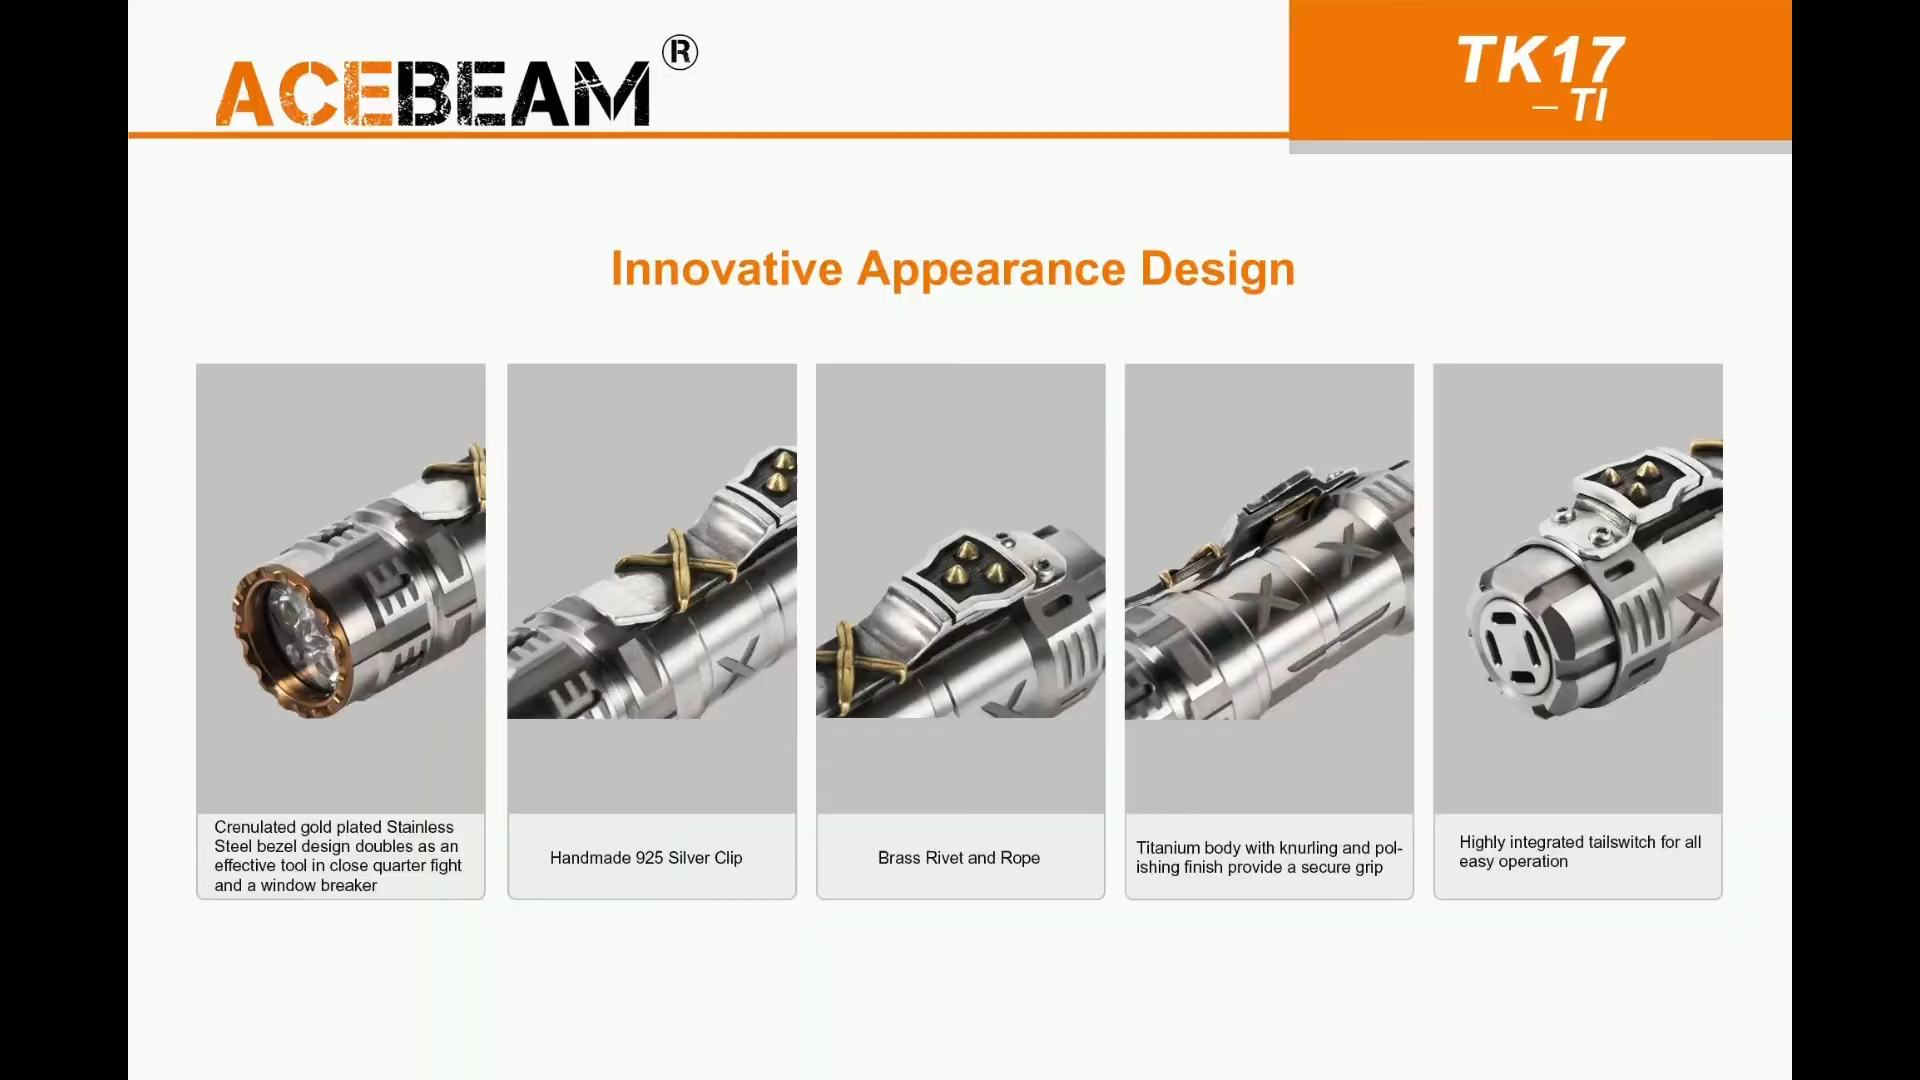 ACEBEAM®
TK17
–TI
Innovative Appearance Design
Crenulated gold plated Stainless
Steel bezel design doubles as an
effective tool in close quarter fight
and a window breaker
Handmade 925 Silver Clip
Brass Rivet and Rope
Titanium body with knurling and pol-
ishing finish provide a secure grip
Highly integrated tailswitch for all
easy operation